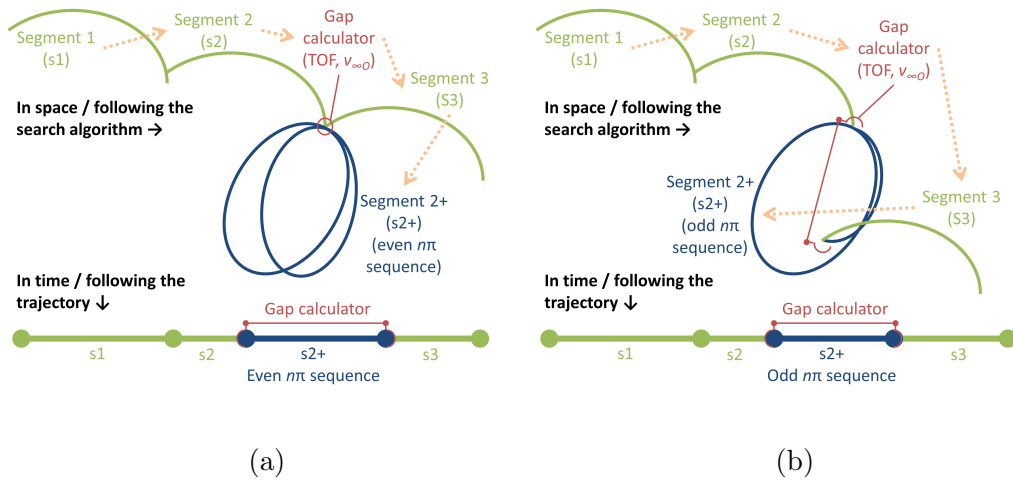 Segment 1
(s1)
Segment 2
(s2)
Gap
calculator
(TOF, v∞O)
Segment 3
(S3)
In space / following the
search algorithm →
Segment 2+
(s2+)
(even nπ
sequence)
In time / following the
trajectory ↓
Gap calculator
s1
s2
s2+
s3
Even nπ sequence
(a)
Segment 1
(s1)
Segment 2
(s2)
Gap
calculator
(TOF, v∞O)
In space / following the
search algorithm →
Segment 2+
(s2+)
(odd nπ
sequence)
Segment 3
(S3)
In time / following the
trajectory ↓
Gap calculator
s1
s2
s2+
s3
Odd nπ sequence
(b)